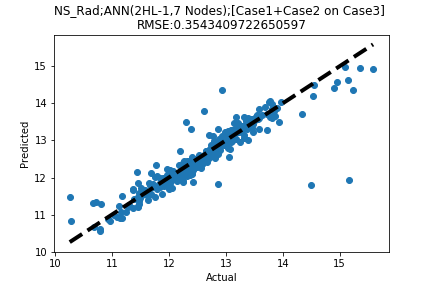 NS_Rad;ANN(2HL-1,7 Nodes);[Case1+Case2 on Case3]
RMSE:0.3543409722650597
15
14
13
12
11
10
Predicted
10 11 12 13 14 15
Actual